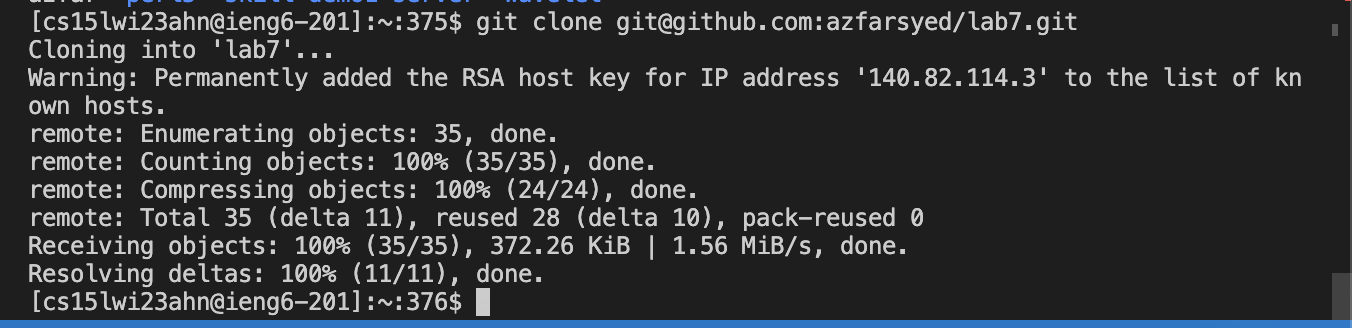 [cs15lwi23ahn@ieng6-201]:~:375$ git clone git@github.com:azfarsyed/lab7.git
Cloning into 'lab7'...
Warning: Permanently added the RSA host key for IP address '140.82.114.3' to the list of kn
own hosts.
remote: Enumerating objects: 35, done.
remote: Counting objects: 100% (35/35), done.
remote: Compressing objects: 100% (24/24), done.
remote: Total 35 (delta 11), reused 28 (delta 10), pack-reused 0
Receiving objects: 100% (35/35), 372.26 KiB | 1.56 MiB/s, done.
Resolving deltas: 100% (11/11), done.
[cs15lwi23ahn@ieng6-201]:~:376$